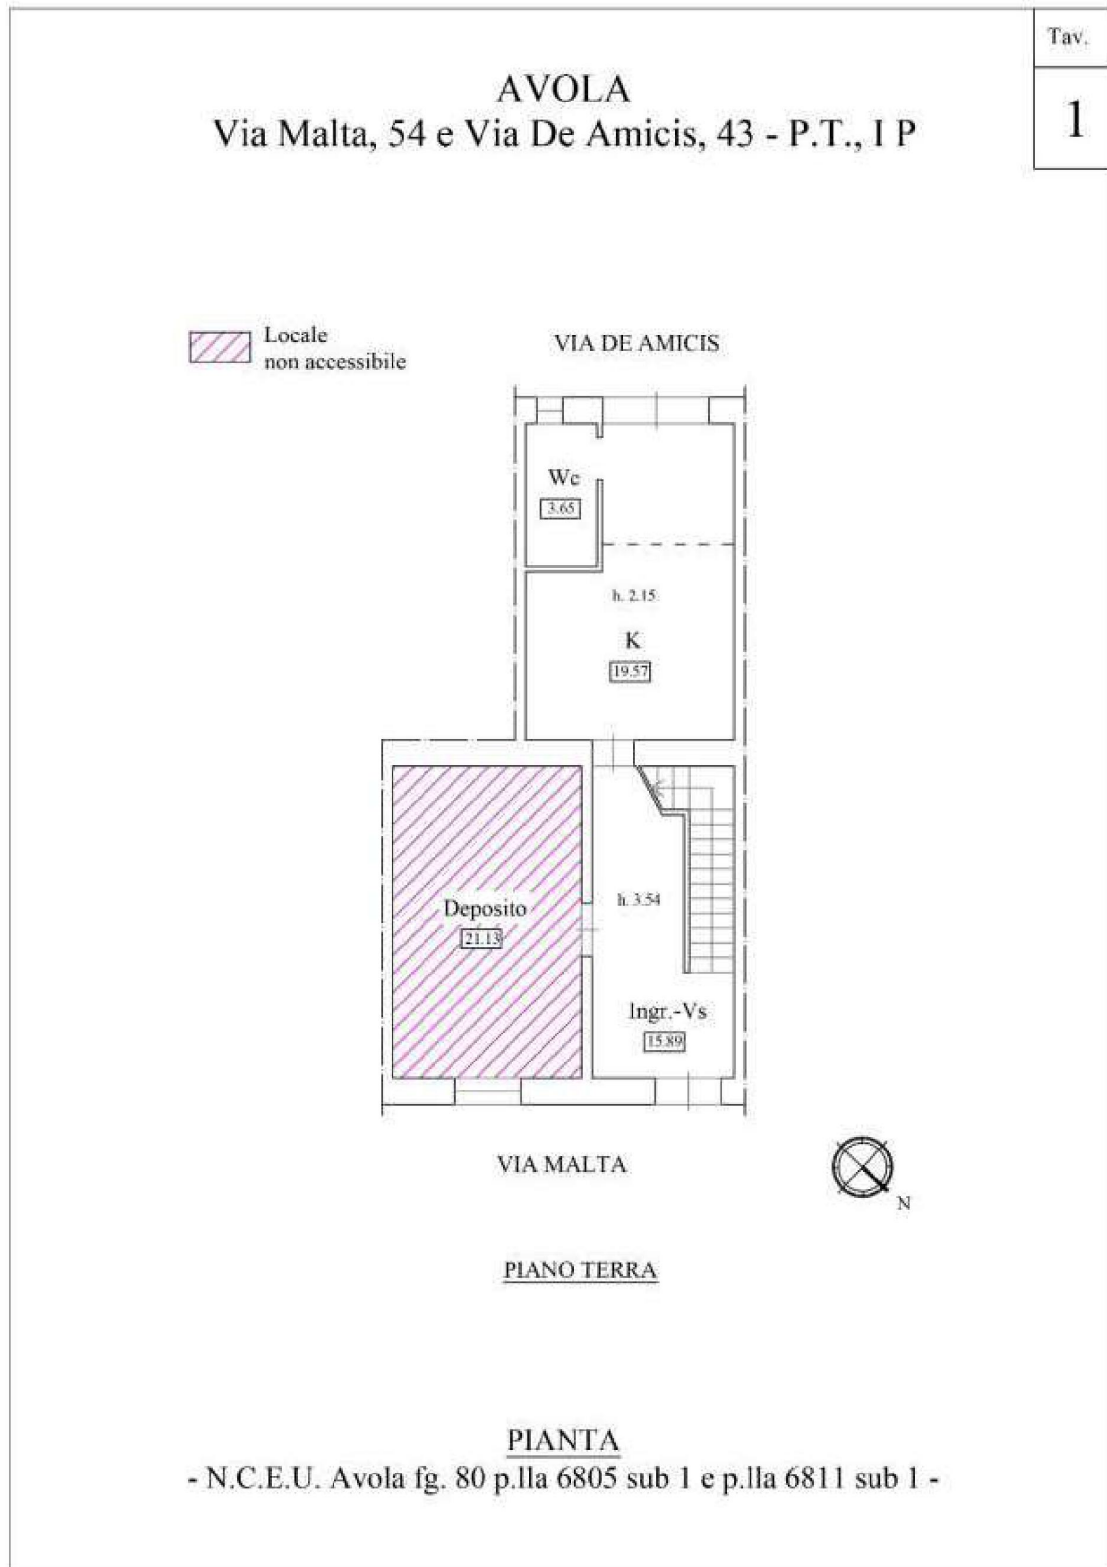 Tav.
1
AVOLA
Via Malta, 54 e Via De Amicis, 43 - P.T., I P
Locale
non accessibile
VIA DE AMICIS
Wc
3.65
h. 2.15
K
19.57
h. 3.54
Deposito
21.13
Ingr.-Vs
15.89
VIA MALTA
N
PIANO TERRA
PIANTA
- N.C.E.U. Avola fg. 80 p.lla 6805 sub 1 e p.lla 6811 sub 1 -